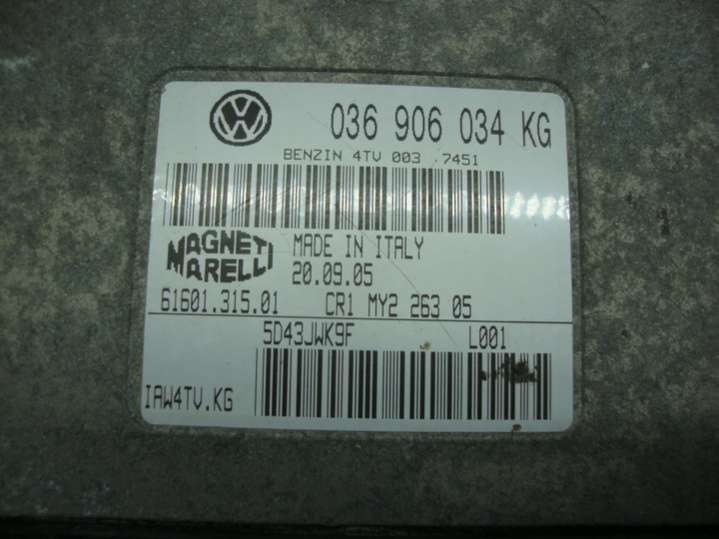 036 906 034 KG
BENZIN 4TV 003 .7451
MAGNETI MARELLI
MADE IN ITALY
20.09.05
61601.315.01 CR1 MY2 263 05
5D43JWK9F L001
IAW4TV.KG